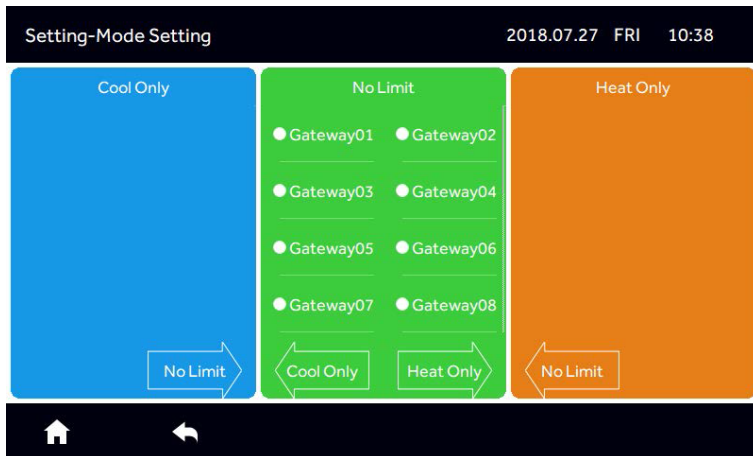 Setting-Mode Setting 2018.07.27 FRI 10:38
Cool Only No Limit Heat Only
Gateway01 Gateway02
Gateway03 Gateway04
Gateway05 Gateway06
Gateway07 Gateway08
No Limit Cool Only Heat Only No Limit